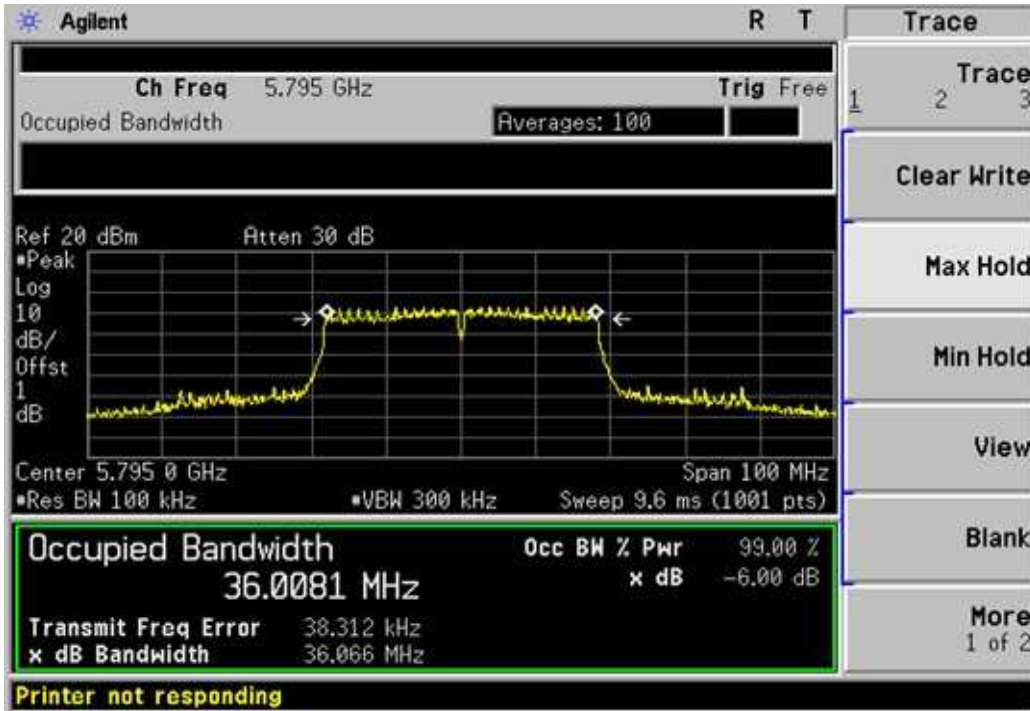 Agilent R T Trace
Ch Freq 5.795 GHz Trig Free
Occupied Bandwidth Averages: 100
Trace
1 2 3
Clear Write
Max Hold
Min Hold
View
Blank
More
1 of 2
Ref 20 dBm Atten 30 dB
*Peak
Log
10
dB/
Offst
1
dB
Center 5.795 0 GHz Span 100 MHz
*Res BW 100 kHz *VBW 300 kHz Sweep 9.6 ms (1001 pts)
Occupied Bandwidth Occ BW % Pwr 99.00 %
36.0081 MHz x dB -6.00 dB
Transmit Freq Error 38.312 kHz
x dB Bandwidth 36.066 MHz
Printer not responding